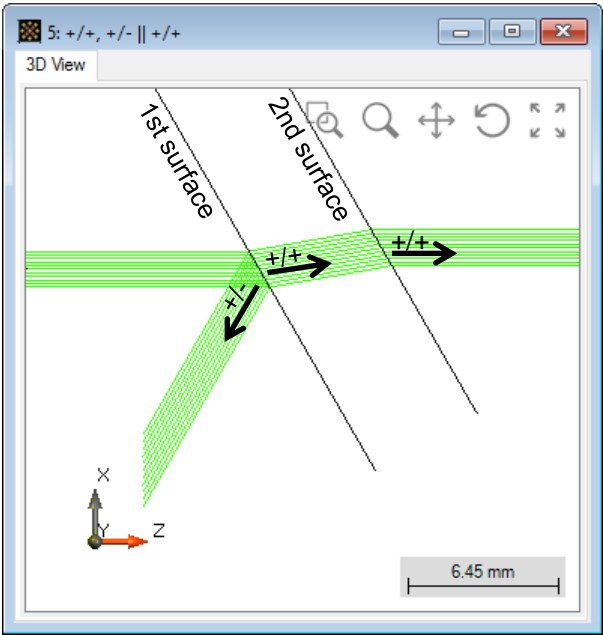 5: +/+, +/- || +/+
3D View
1st surface
2nd surface
+/+
+/+
+/-
X
Y
Z
6.45 mm